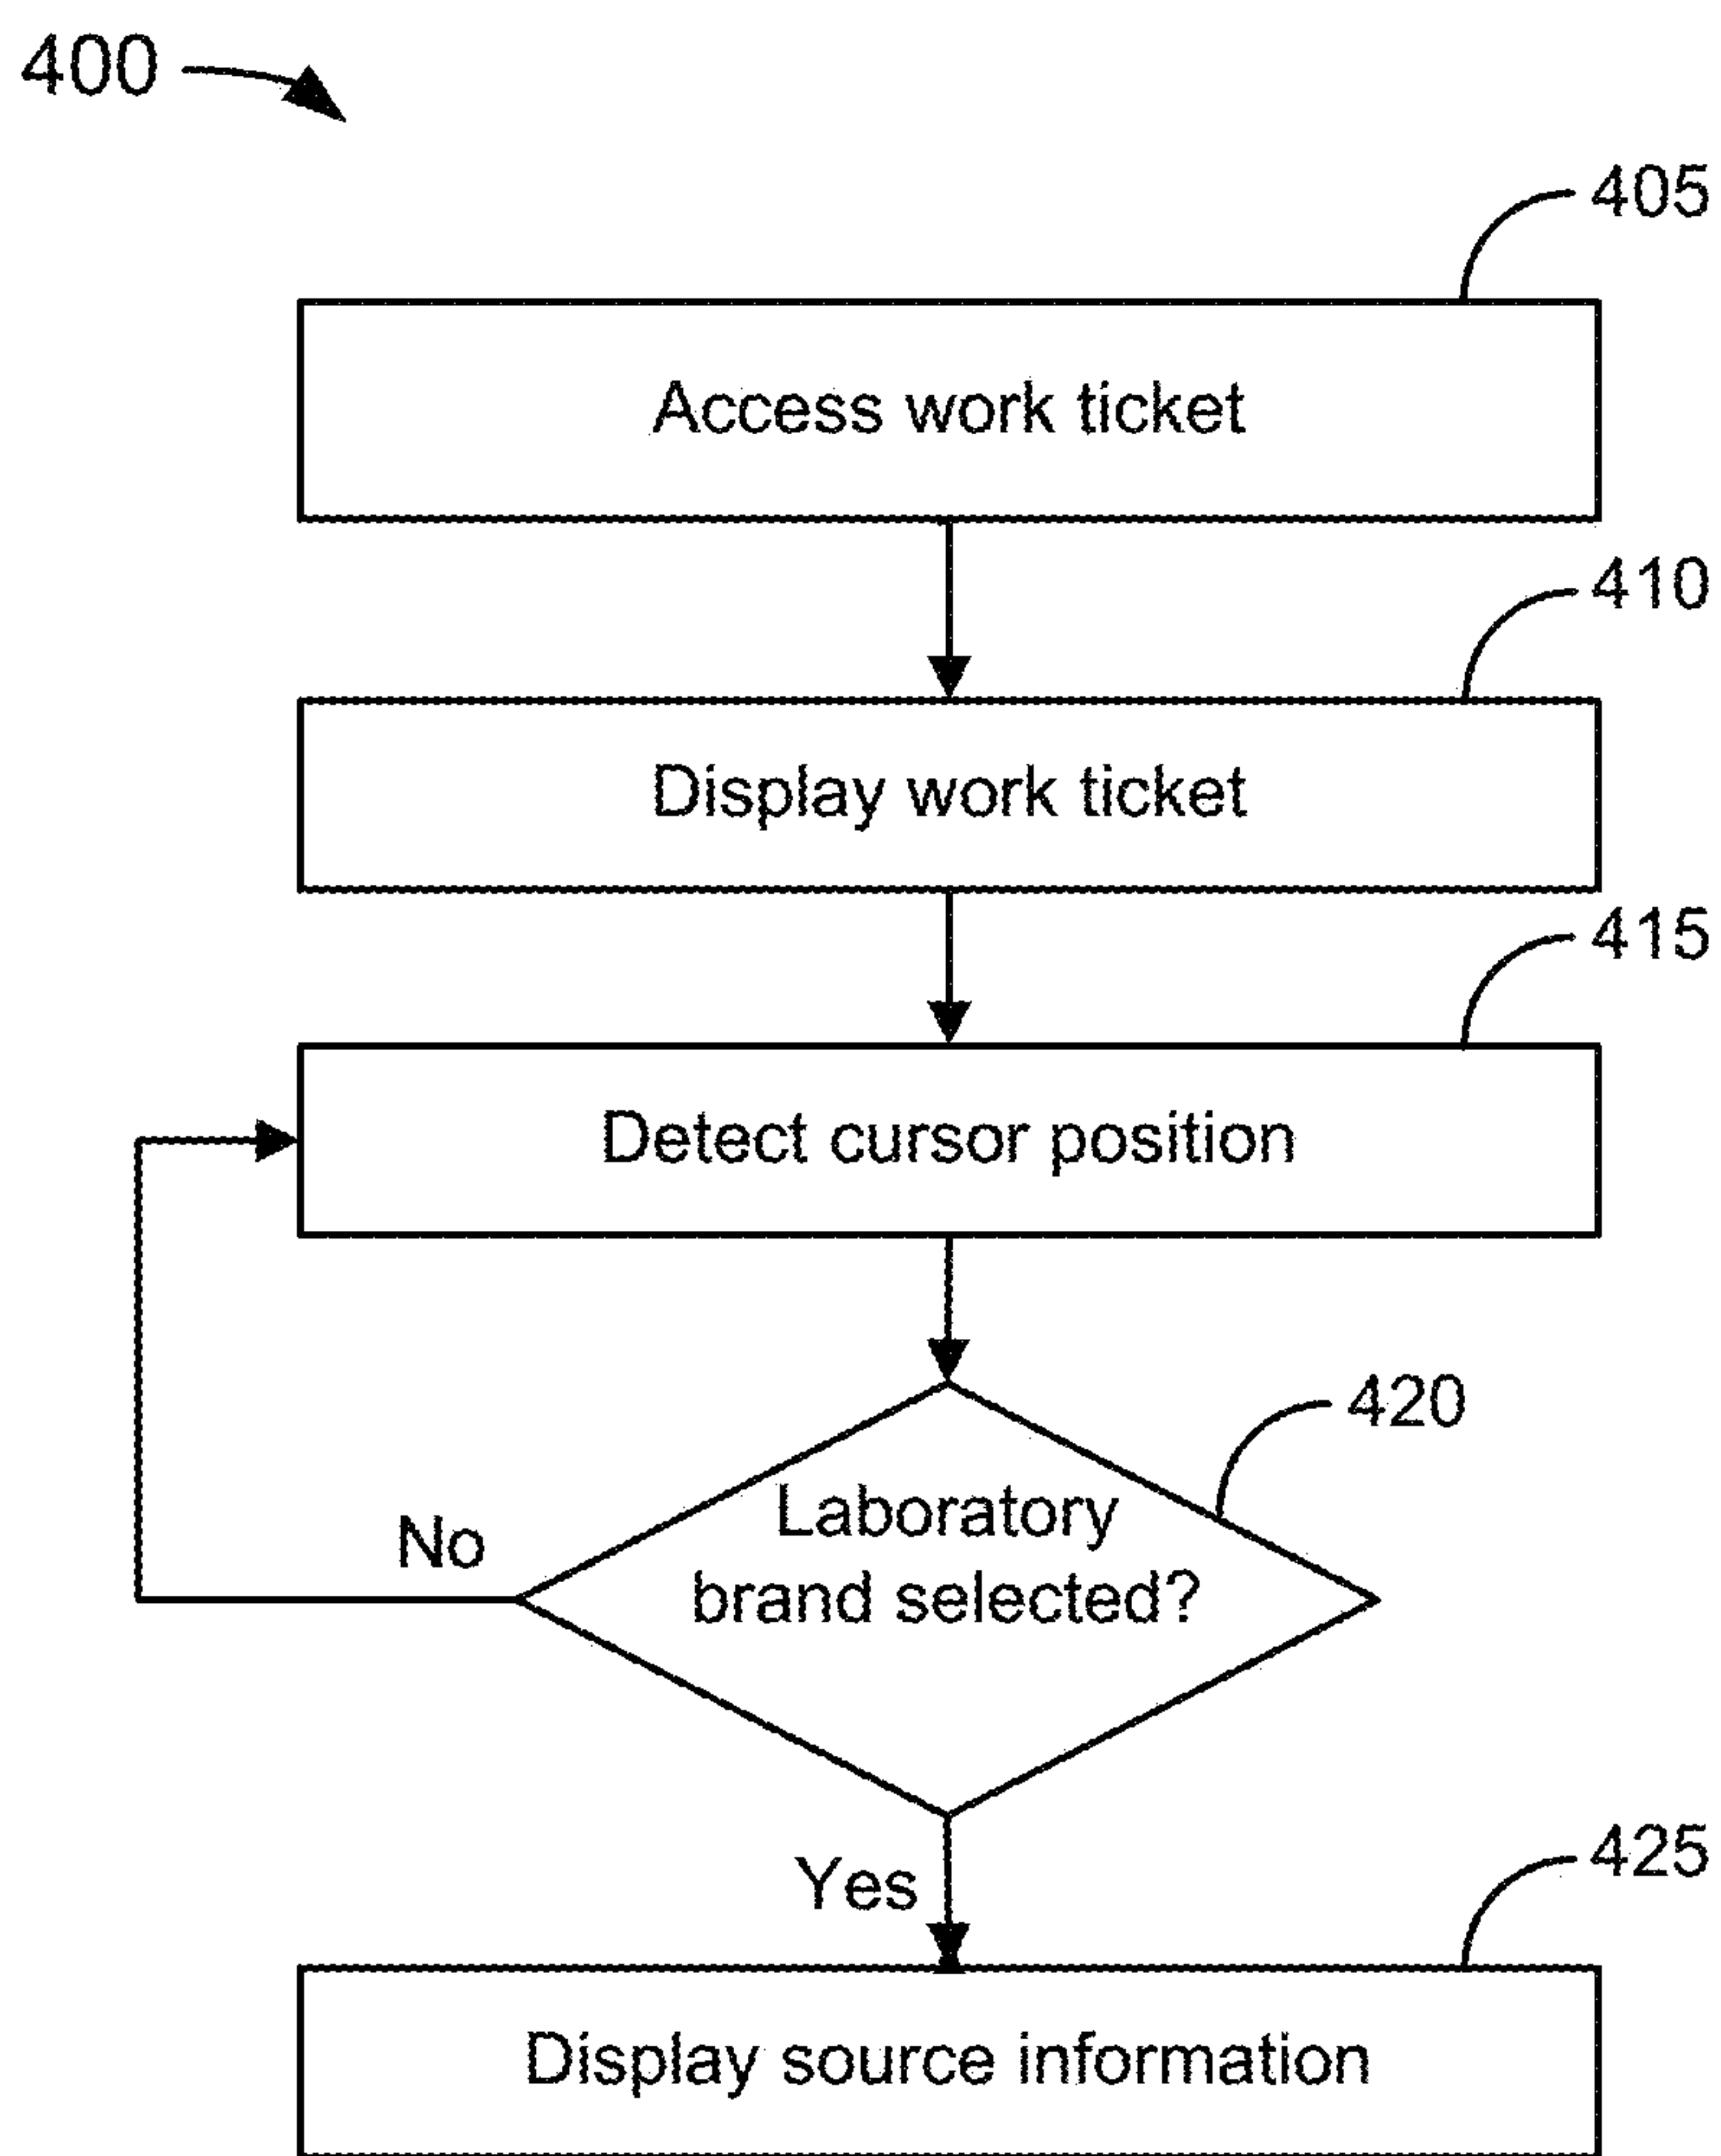 400
405
Access work ticket
410
Display work ticket
415
Detect cursor position
420
Laboratory
brand selected?
No
Yes
425
Display source information